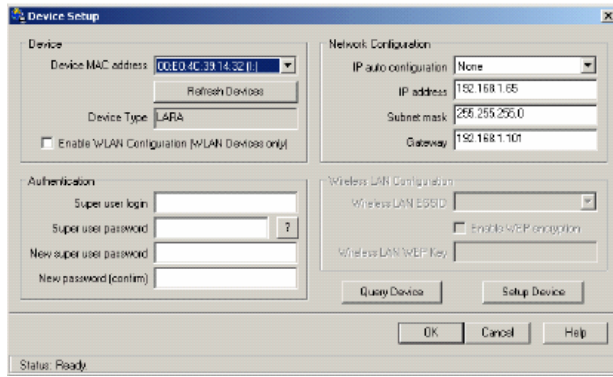 Device Setup
Device
Device MAC address 00:E0:4C:39:14:32 (I:)
Refresh Devices
Device Type LARA
Enable WLAN Configuration (WLAN Devices only)
Network Configuration
IP auto configuration None
IP address 192.168.1.65
Subnet mask 255.255.255.0
Gateway 192.168.1.101
Authentication
Super user login
Super user password ?
New super user password
New password (confirm)
Wireless LAN Configuration
Wireless LAN ESSID
Enable WEP encryption
Wireless LAN WEP Key
Query Device Setup Device
OK Cancel Help
Status: Ready.